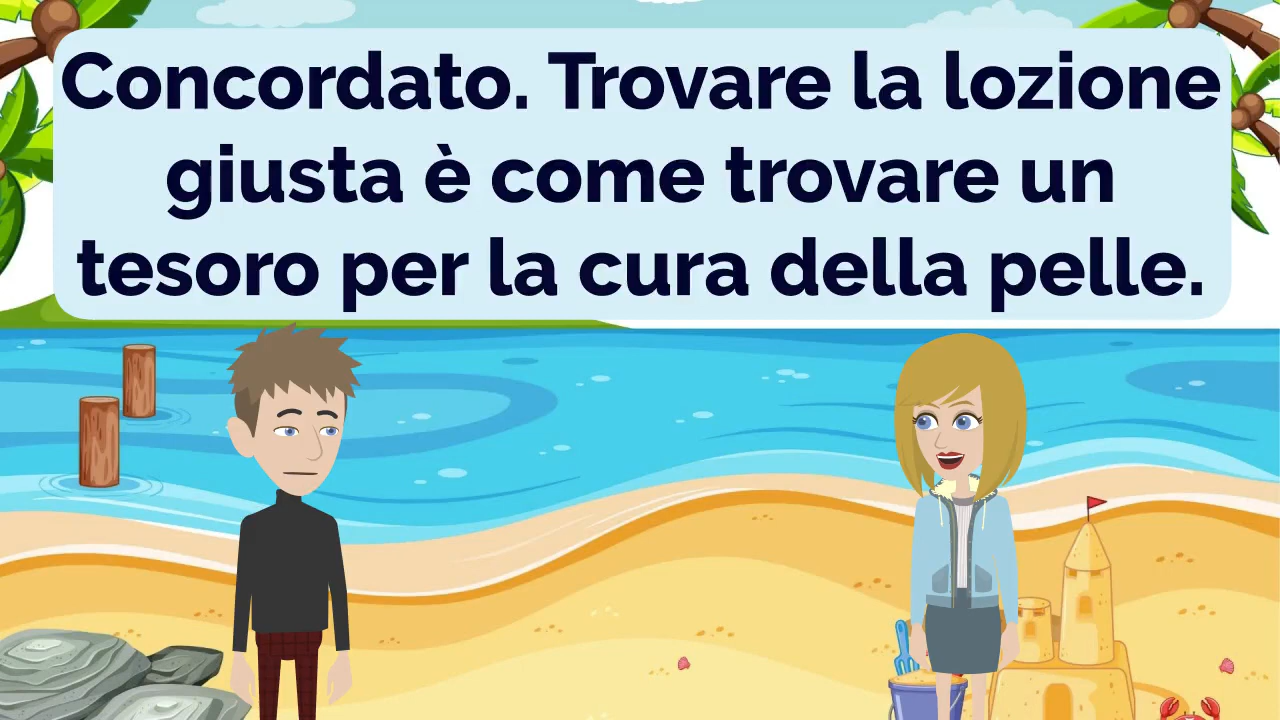 Concordato. Trovare la lozione
giusta è come trovare un
tesoro per la cura della pelle.